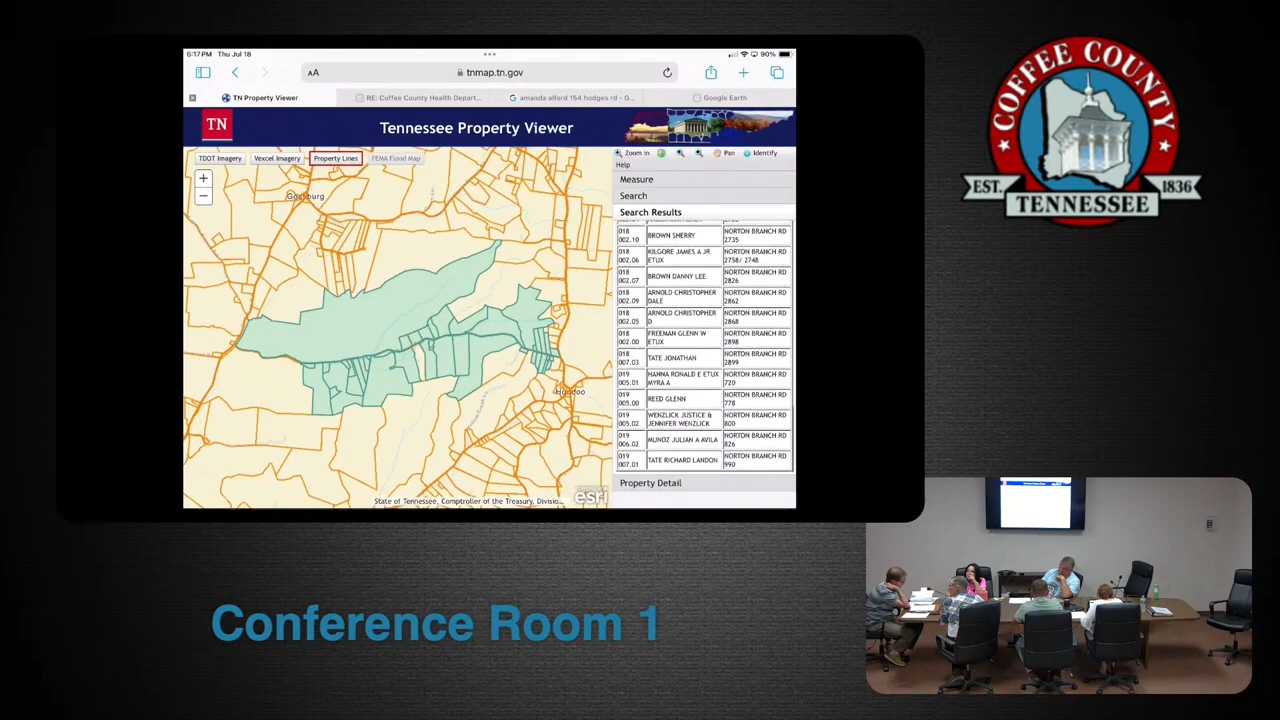 6:17 PM Thu Jul 18
90%
AA
tnmap.tn.gov
TN Property Viewer
RE: Coffee County Health Depart...
amanda alford 154 hodges rd - G...
Google Earth
TN
Tennessee Property Viewer
TDOT Imagery
Vexcel Imagery
Property Lines
FEMA Flood Map
Zoom In
Pan
Identify
Help
Measure
Search
Search Results
018 002.10 BROWN SHERRY NORTON BRANCH RD 2735
018 002.06 KILGORE JAMES A JR ETUX NORTON BRANCH RD 2758/ 2748
018 002.07 BROWN DANNY LEE NORTON BRANCH RD 2826
018 002.09 ARNOLD CHRISTOPHER DALE NORTON BRANCH RD 2862
018 002.05 ARNOLD CHRISTOPHER D NORTON BRANCH RD 2868
018 002.00 FREEMAN GLENN W ETUX NORTON BRANCH RD 2898
018 007.03 TATE JONATHAN NORTON BRANCH RD 2899
019 005.01 HANNA RONALD E ETUX MYRA A NORTON BRANCH RD 720
019 005.00 REED GLENN NORTON BRANCH RD 778
019 005.02 WENZLICK JUSTICE & JENNIFER WENZLICK NORTON BRANCH RD 800
019 006.02 MUNOZ JULIAN A AVILA NORTON BRANCH RD 826
019 007.01 TATE RICHARD LANDON NORTON BRANCH RD 990
Property Detail
+
−
Gossburg
Hoodoo
State of Tennessee, Comptroller of the Treasury, Divisio...
esri
COFFEE COUNTY
EST. 1836
TENNESSEE
Conference Room 1